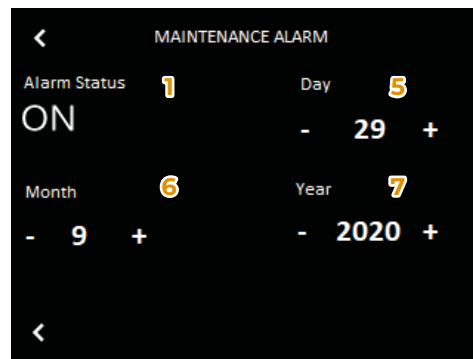 < MAINTENANCE ALARM
Alarm Status 1
ON
Day 5
- 29 +
Month 6
- 9 +
Year 7
- 2020 +
<